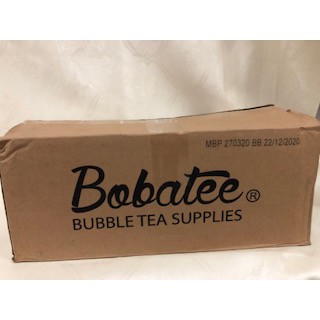 MBP 270320 BB 22/12/2020
Bobatee®
BUBBLE TEA SUPPLIES